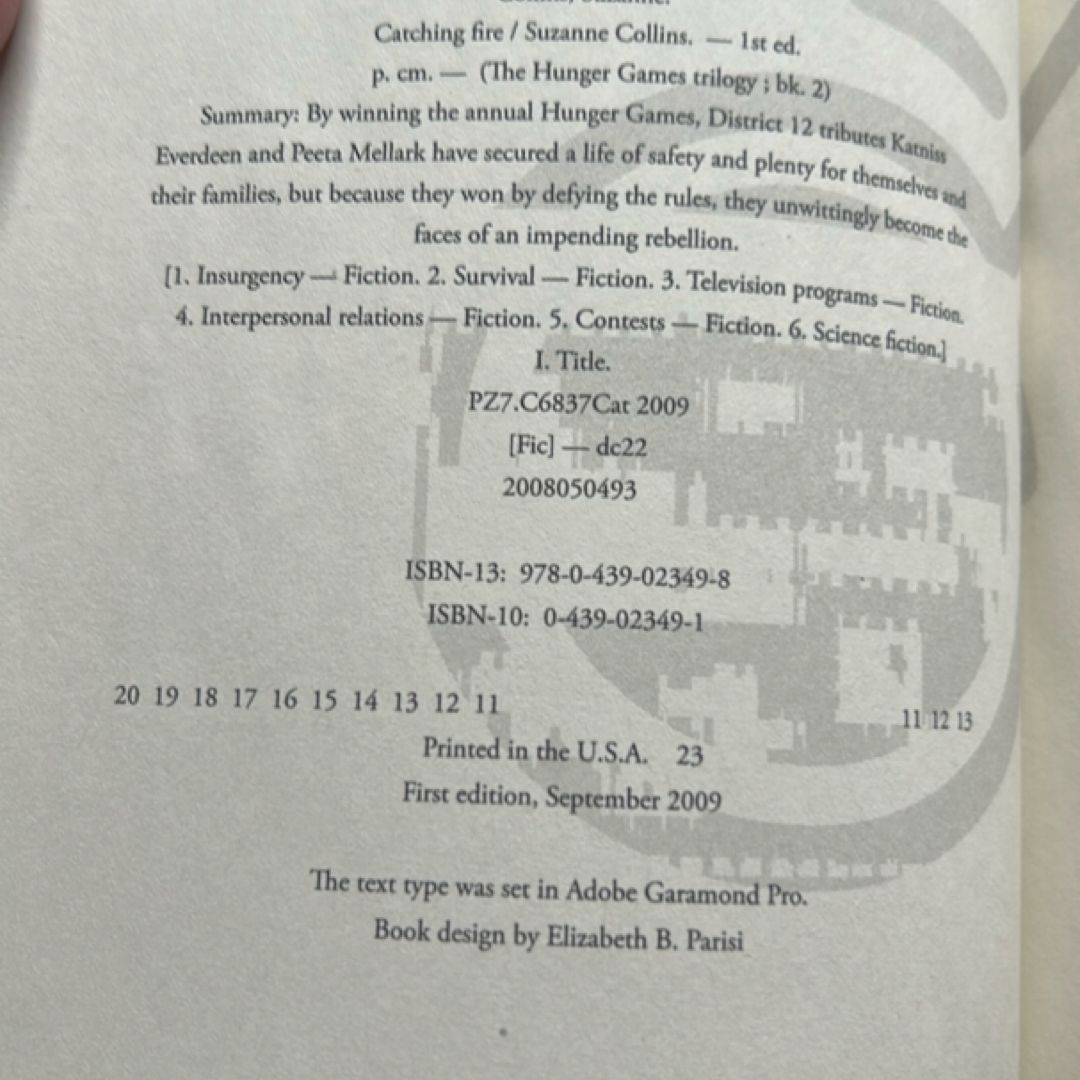 Catching fire / Suzanne Collins. — 1st ed.
p. cm. — (The Hunger Games trilogy ; bk. 2)
Summary: By winning the annual Hunger Games, District 12 tributes Katniss
Everdeen and Peeta Mellark have secured a life of safety and plenty for themselves and
their families, but because they won by defying the rules, they unwittingly become the
faces of an impending rebellion.
[1. Insurgency — Fiction. 2. Survival — Fiction. 3. Television programs — Fiction.
4. Interpersonal relations — Fiction. 5. Contests — Fiction. 6. Science fiction.]
I. Title.
PZ7.C6837Cat 2009
[Fic] — dc22
2008050493
ISBN-13: 978-0-439-02349-8
ISBN-10: 0-439-02349-1
20 19 18 17 16 15 14 13 12 11 11 12 13
Printed in the U.S.A. 23
First edition, September 2009
The text type was set in Adobe Garamond Pro.
Book design by Elizabeth B. Parisi